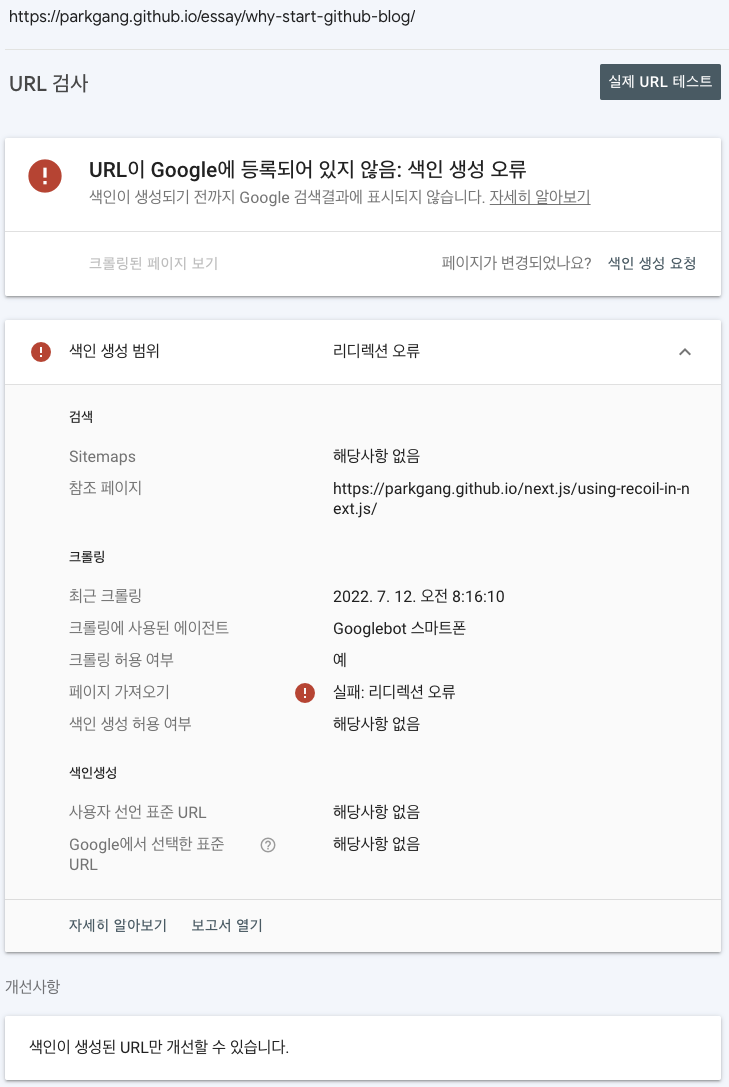 https://parkgang.github.io/essay/why-start-github-blog/
URL 검사
실제 URL 테스트
URL이 Google에 등록되어 있지 않음: 색인 생성 오류
색인이 생성되기 전까지 Google 검색결과에 표시되지 않습니다. 자세히 알아보기
크롤링된 페이지 보기
페이지가 변경되었나요? 색인 생성 요청
색인 생성 범위 리디렉션 오류
검색
Sitemaps 해당사항 없음
참조 페이지 https://parkgang.github.io/next.js/using-recoil-in-n
ext.js/
크롤링
최근 크롤링 2022. 7. 12. 오전 8:16:10
크롤링에 사용된 에이전트 Googlebot 스마트폰
크롤링 허용 여부 예
페이지 가져오기 실패: 리디렉션 오류
색인 생성 허용 여부 해당사항 없음
색인생성
사용자 선언 표준 URL 해당사항 없음
Google에서 선택한 표준 해당사항 없음
URL
자세히 알아보기 보고서 열기
개선사항
색인이 생성된 URL만 개선할 수 있습니다.